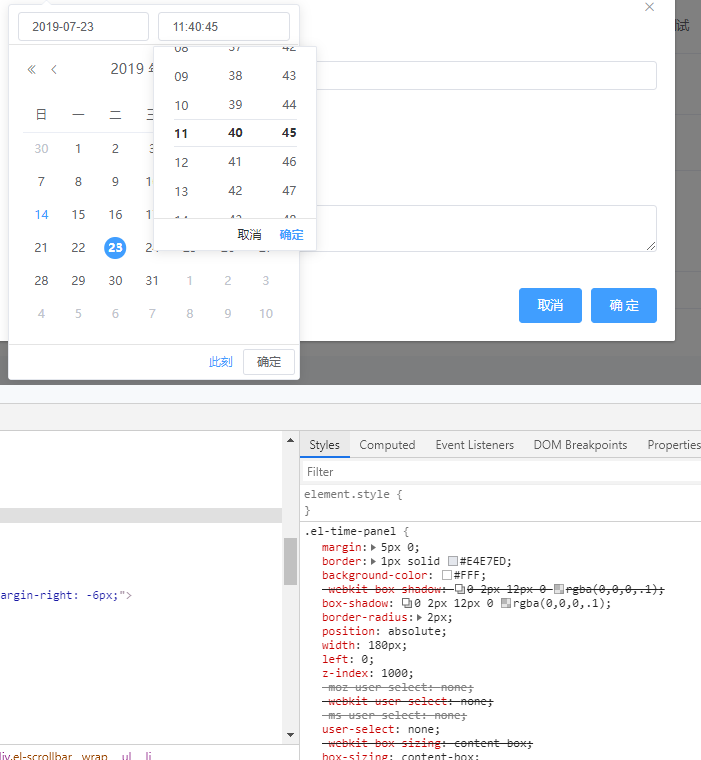 2019-07-23 11:40:45
试
2019 年
08 37 42
09 38 43
10 39 44
11 40 45
12 41 46
13 42 47
取消 确定
日 一 二 三
30 1 2 3
7 8 9 10
14 15 16
21 22 23 24
28 29 30 31 1 2 3
4 5 6 7 8 9 10
取消 确定
此刻 确定
Styles Computed Event Listeners DOM Breakpoints Properties
Filter
element.style {
}
.el-time-panel {
margin: 5px 0;
border: 1px solid #E4E7ED;
background-color: #FFF;
-webkit-box-shadow: 0 2px 12px 0 rgba(0,0,0,.1);
box-shadow: 0 2px 12px 0 rgba(0,0,0,.1);
border-radius: 2px;
position: absolute;
width: 180px;
left: 0;
z-index: 1000;
-moz-user-select: none;
-webkit-user-select: none;
-ms-user-select: none;
user-select: none;
-webkit-box-sizing: content-box;
box-sizing: content-box;
argin-right: -6px;">
div.el-scrollbar__wrap ul li